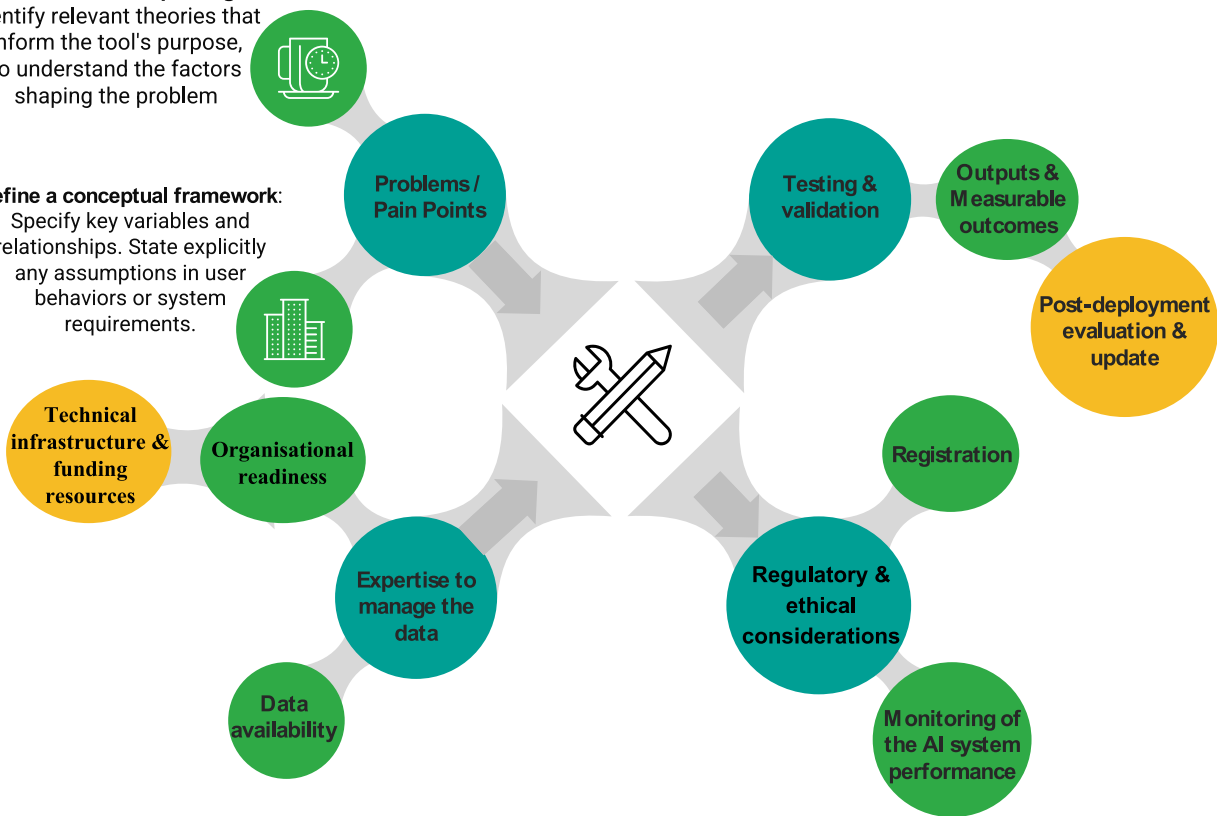 entify relevant theories that
nform the tool's purpose,
o understand the factors
shaping the problem
efine a conceptual framework:
Specify key variables and
relationships. State explicitly
any assumptions in user
behaviors or system
requirements.
Problems /
Pain Points
Technical
infrastructure &
funding
resources
Organisational
readiness
Expertise to
manage the
data
Data
availability
Testing &
validation
Outputs &
Measurable
outcomes
Post-deployment
evaluation &
update
Registration
Regulatory &
ethical
considerations
Monitoring of
the AI system
performance